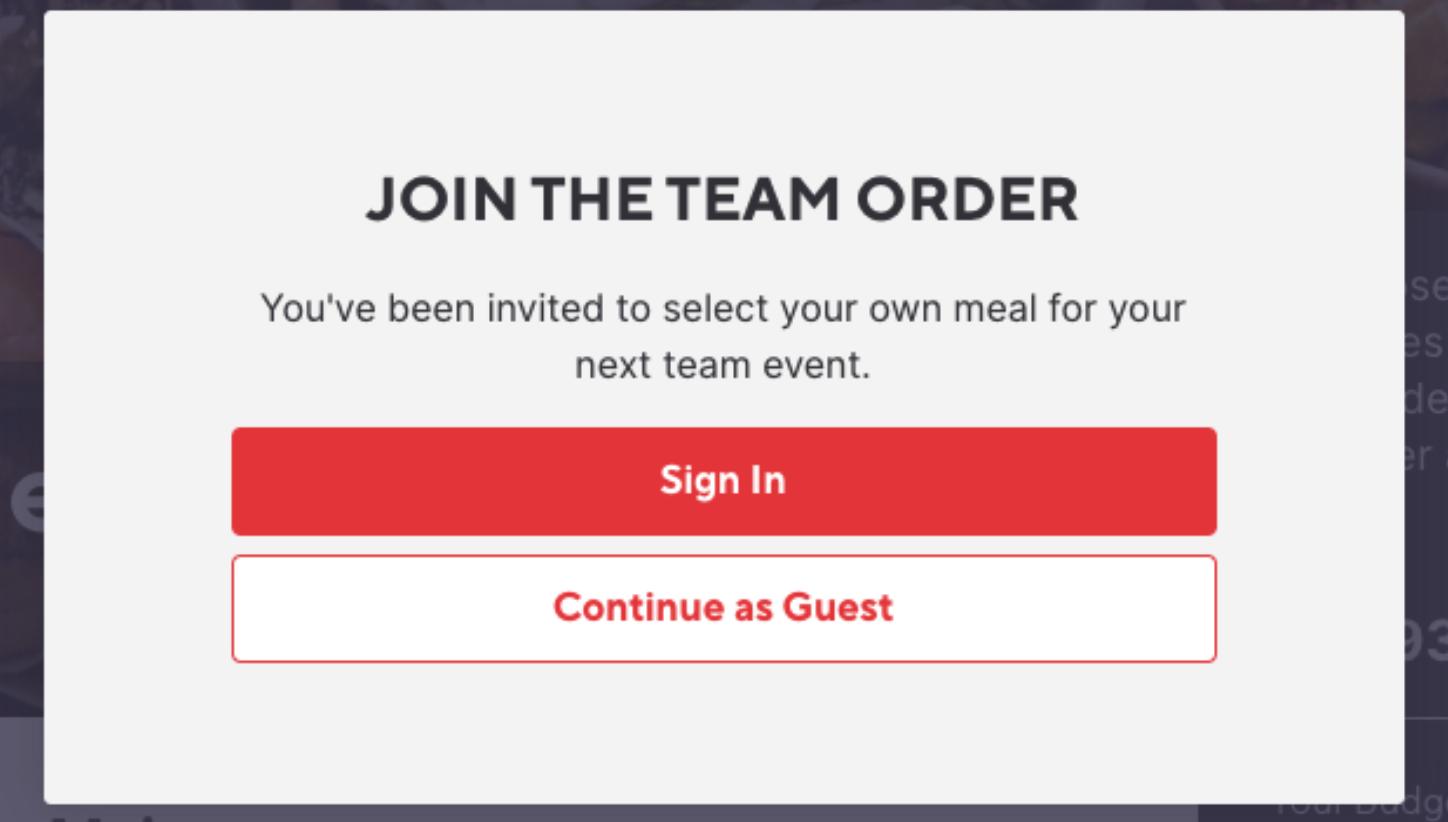 JOIN THE TEAM ORDER
You've been invited to select your own meal for your
next team event.
Sign In
Continue as Guest